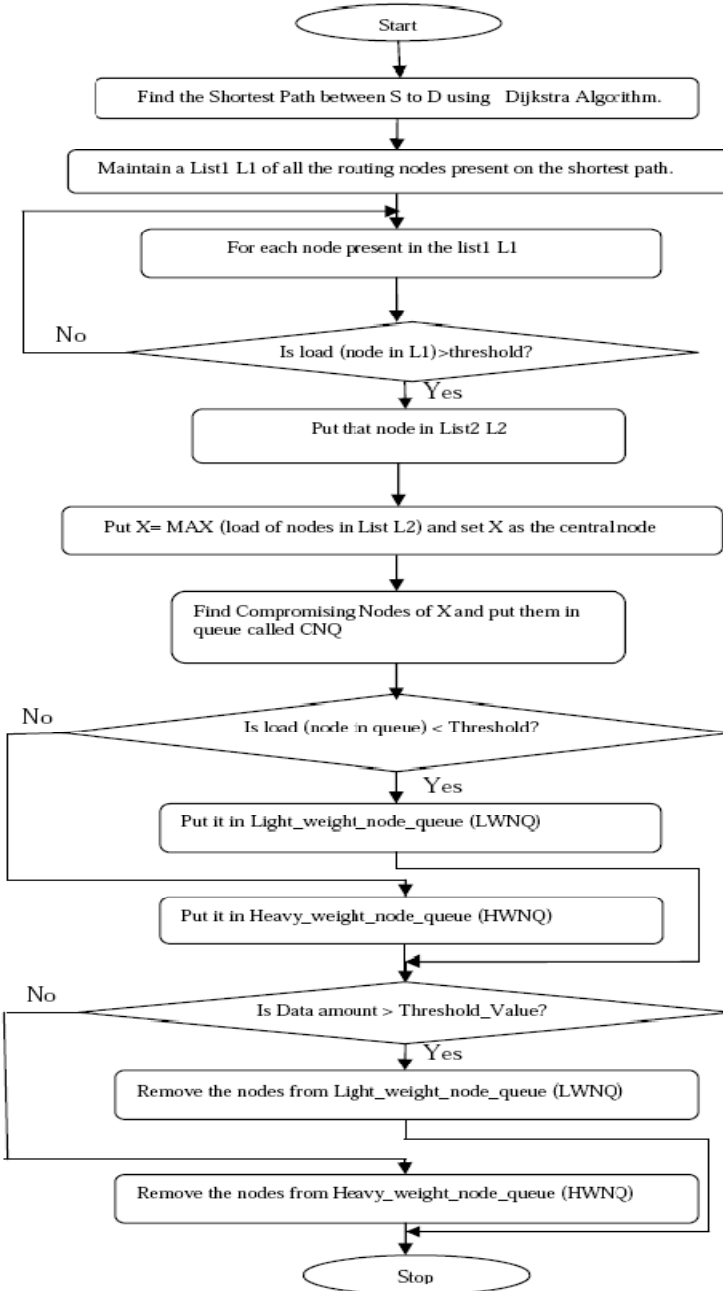 Start
Find the Shortest Path between S to D using Dijkstra Algorithm.
Maintain a List1 L1 of all the routing nodes present on the shortest path.
For each node present in the list1 L1
No
Is load (node in L1)>threshold?
Yes
Put that node in List2 L2
Put X= MAX (load of nodes in List L2) and set X as the central node
Find Compromising Nodes of X and put them in
queue called CNQ
No
Is load (node in queue) < Threshold?
Yes
Put it in Light_weight_node_queue (LWNQ)
Put it in Heavy_weight_node_queue (HWNQ)
No
Is Data amount > Threshold_Value?
Yes
Remove the nodes from Light_weight_node_queue (LWNQ)
Remove the nodes from Heavy_weight_node_queue (HWNQ)
Stop